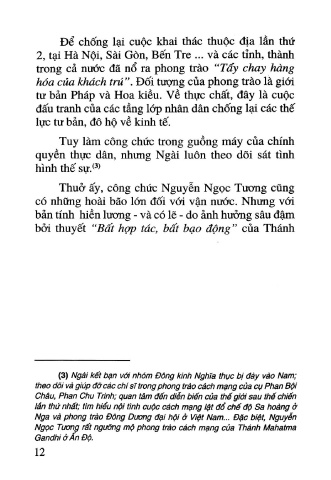 Để chống lại cuộc khai thác thuộc địa lần thứ
2, tại Hà Nội, Sài Gòn, Bến Tre ... và các tỉnh, thành
trong cả nước đã nổ ra phong trào “Tẩy chay hàng
hóa của khách trú”. Đối tượng của phong trào là giới
tư bản Pháp và Hoa kiều. Về thực chất, đây là cuộc
đấu tranh của các tầng lớp nhân dân chống lại các thế
lực tư bản, đô hộ về kinh tế.
Tuy làm công chức trong guồng máy của chính
quyền thực dân, nhưng Ngài luôn theo dõi sát tình
hình thế sự.(3)
Thuở ấy, công chức Nguyễn Ngọc Tương cũng
có những hoài bão lớn đối với vận nước. Nhưng với
bản tính hiền lương - và có lẽ - do ảnh hưởng sâu đậm
bởi thuyết “Bất hợp tác, bất bạo động” của Thánh
(3) Ngài kết bạn với nhóm Đông kinh Nghĩa thục bị đày vào Nam;
theo dõi và giúp đỡ các chí sĩ trong phong trào cách mạng của cụ Phan Bội
Châu, Phan Chu Trinh; quan tâm đến diễn biến của thế giới sau thế chiến
lần thứ nhất; tìm hiểu nội tình cuộc cách mạng lật đổ chế độ Sa hoàng ở
Nga và phong trào Đông Dương đại hội ở Việt Nam... Đặc biệt, Nguyễn
Ngọc Tương rất ngưỡng mộ phong trào cách mạng của Thánh Mahatma
Gandhi ở Ấn Độ.
12